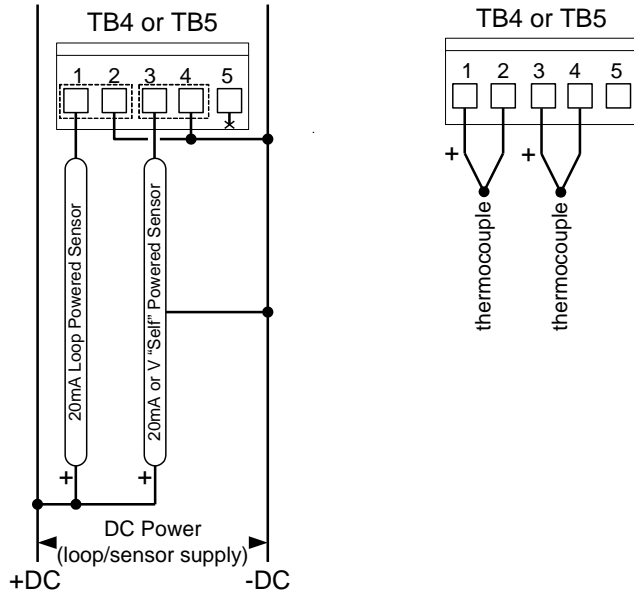 TB4 or TB5
1 2 3 4 5
20mA Loop Powered Sensor
20mA or V “Self” Powered Sensor
+ +
DC Power
(loop/sensor supply)
+DC -DC
TB4 or TB5
1 2 3 4 5
+ +
thermocouple
thermocouple